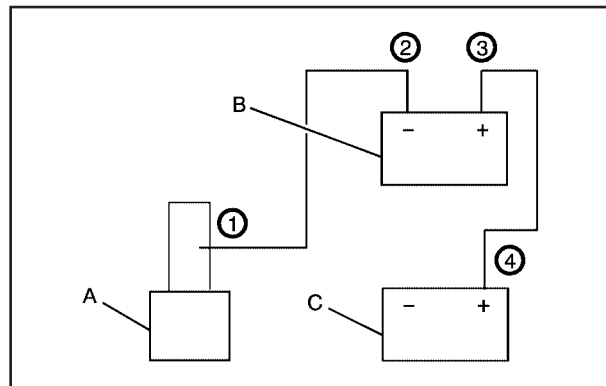 ② ③
B
− +
①
④
A
C
− +